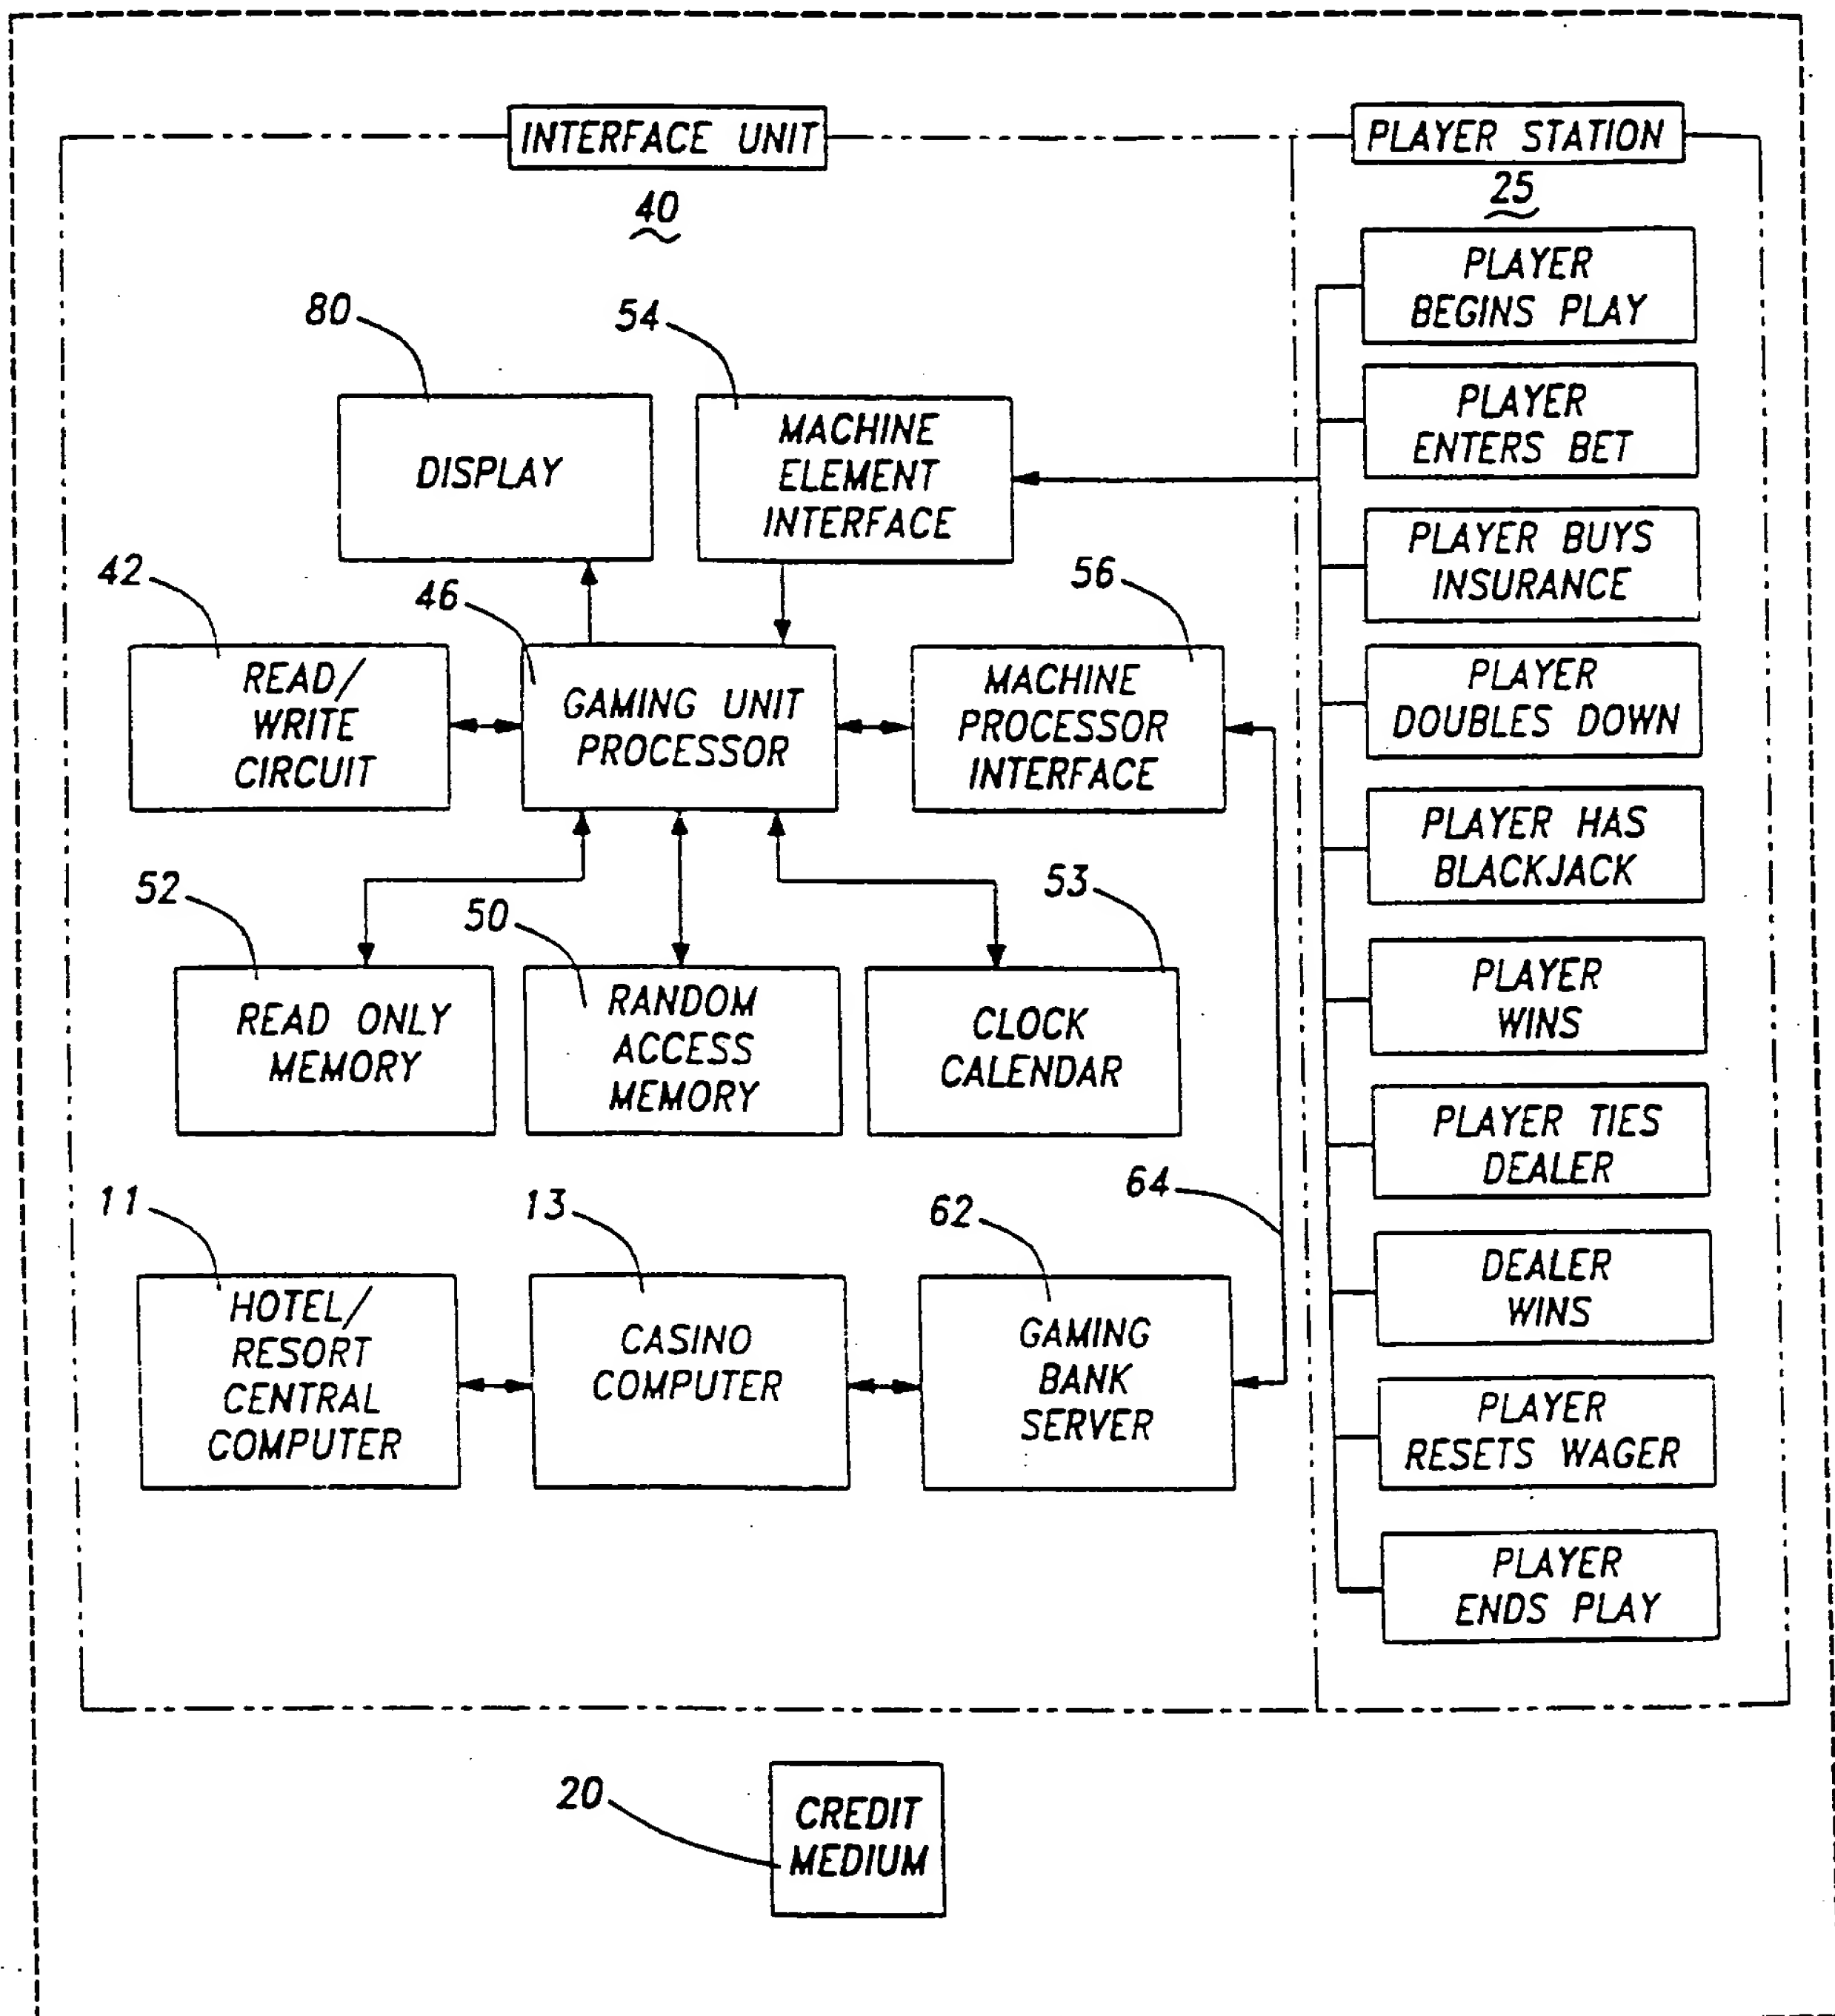 INTERFACE UNIT
40
PLAYER STATION
25
80
DISPLAY
54
MACHINE
ELEMENT
INTERFACE
42
READ/
WRITE
CIRCUIT
46
GAMING UNIT
PROCESSOR
56
MACHINE
PROCESSOR
INTERFACE
52
READ ONLY
MEMORY
50
RANDOM
ACCESS
MEMORY
53
CLOCK
CALENDAR
11
HOTEL/
RESORT
CENTRAL
COMPUTER
13
CASINO
COMPUTER
62
GAMING
BANK
SERVER
64
PLAYER
BEGINS PLAY
PLAYER
ENTERS BET
PLAYER BUYS
INSURANCE
PLAYER
DOUBLES DOWN
PLAYER HAS
BLACKJACK
PLAYER
WINS
PLAYER TIES
DEALER
DEALER
WINS
PLAYER
RESETS WAGER
PLAYER
ENDS PLAY
20
CREDIT
MEDIUM